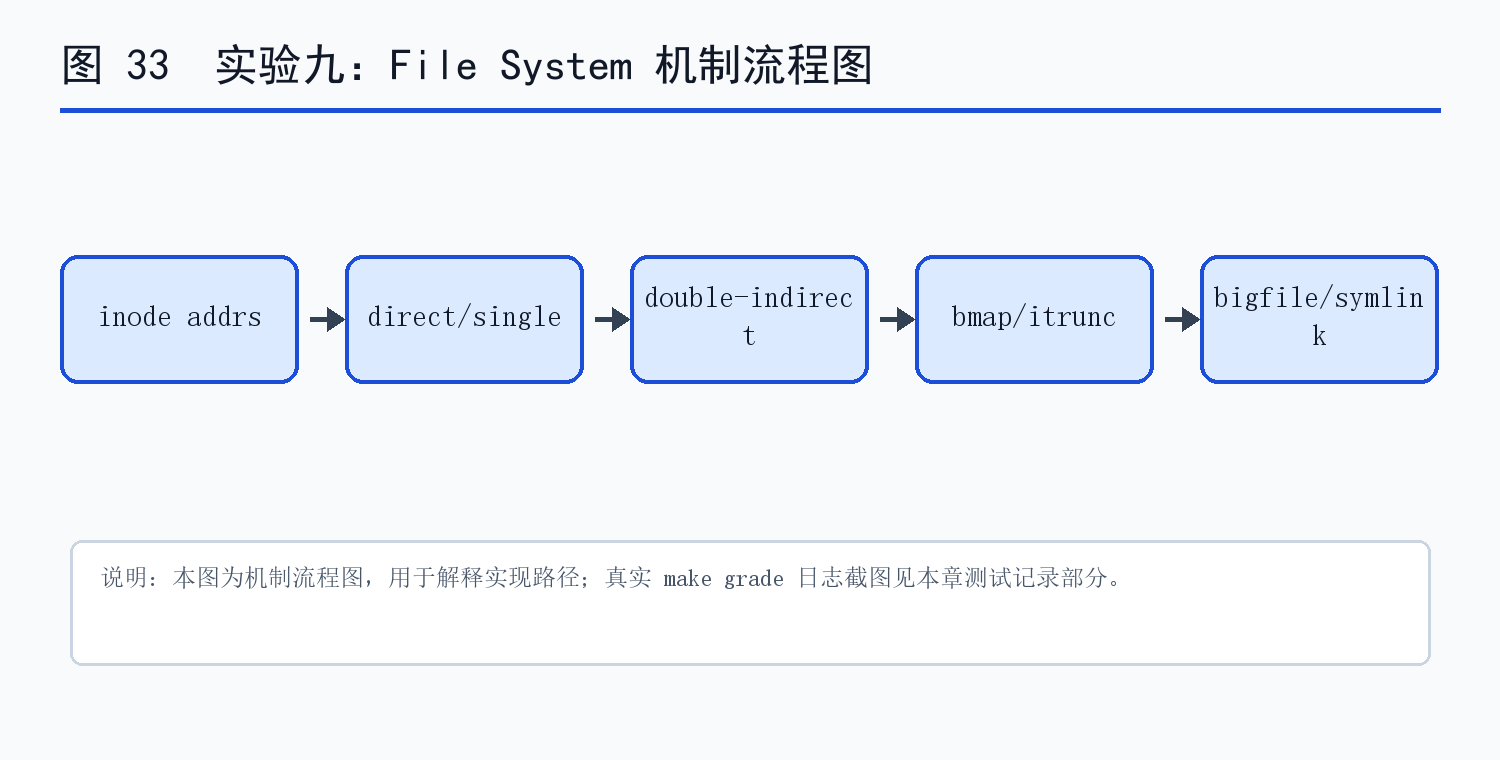 图 33  实验九：File System 机制流程图
inode addrs
direct/single
double-indirec
t
bmap/itrunc
bigfile/symlin
k
说明：本图为机制流程图，用于解释实现路径；真实 make grade 日志截图见本章测试记录部分。